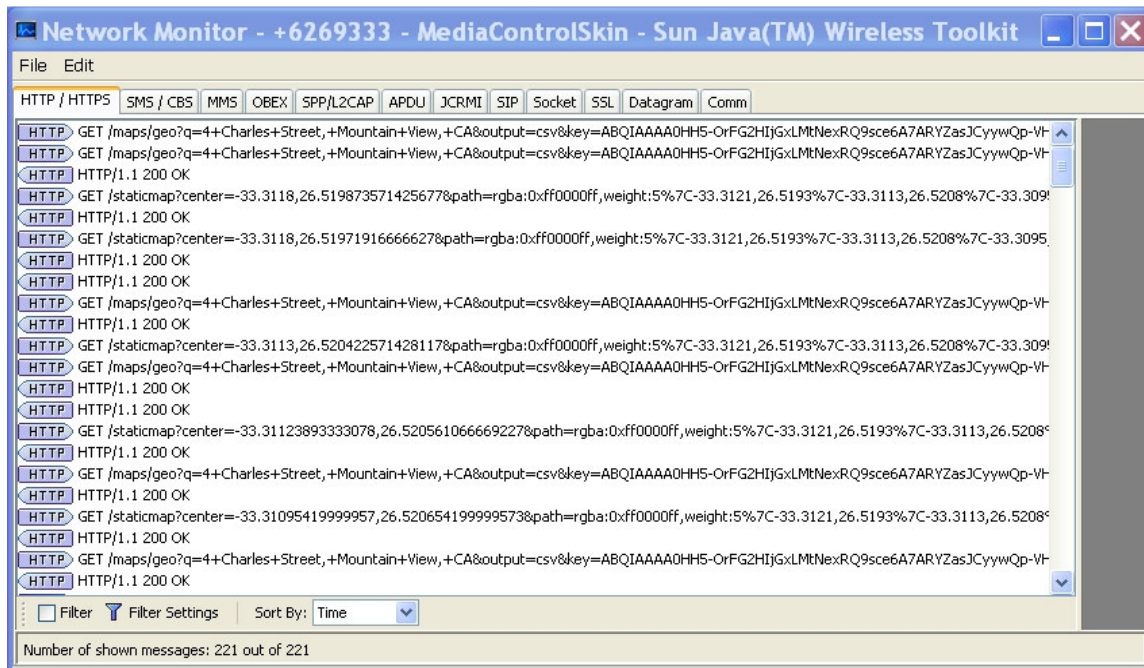 Network Monitor - +6269333 - MediaControlSkin - Sun Java(TM) Wireless Toolkit
File Edit
HTTP / HTTPS SMS / CBS MMS OBEX SPP/L2CAP APDU JCRMI SIP Socket SSL Datagram Comm
HTTP GET /maps/geo?q=4+Charles+Street,+Mountain+View,+CA&output=csv&key=ABQIAAAA0HH5-OrFG2HIjGxLMtNexRQ9sce6A7ARYZasJCyywQp-VH
HTTP GET /maps/geo?q=4+Charles+Street,+Mountain+View,+CA&output=csv&key=ABQIAAAA0HH5-OrFG2HIjGxLMtNexRQ9sce6A7ARYZasJCyywQp-VH
HTTP HTTP/1.1 200 OK
HTTP GET /staticmap?center=-33.3118,26.519873571425677&path=rgba:0xff0000ff,weight:5%7C-33.3121,26.5193%7C-33.3113,26.5208%7C-33.309
HTTP HTTP/1.1 200 OK
HTTP GET /staticmap?center=-33.3118,26.51971916666627&path=rgba:0xff0000ff,weight:5%7C-33.3121,26.5193%7C-33.3113,26.5208%7C-33.3095
HTTP HTTP/1.1 200 OK
HTTP HTTP/1.1 200 OK
HTTP GET /maps/geo?q=4+Charles+Street,+Mountain+View,+CA&output=csv&key=ABQIAAAA0HH5-OrFG2HIjGxLMtNexRQ9sce6A7ARYZasJCyywQp-VH
HTTP HTTP/1.1 200 OK
HTTP GET /staticmap?center=-33.3113,26.520422571428117&path=rgba:0xff0000ff,weight:5%7C-33.3121,26.5193%7C-33.3113,26.5208%7C-33.309
HTTP GET /maps/geo?q=4+Charles+Street,+Mountain+View,+CA&output=csv&key=ABQIAAAA0HH5-OrFG2HIjGxLMtNexRQ9sce6A7ARYZasJCyywQp-VH
HTTP HTTP/1.1 200 OK
HTTP HTTP/1.1 200 OK
HTTP GET /staticmap?center=-33.31123893333078,26.520561066669227&path=rgba:0xff0000ff,weight:5%7C-33.3121,26.5193%7C-33.3113,26.5208
HTTP HTTP/1.1 200 OK
HTTP GET /maps/geo?q=4+Charles+Street,+Mountain+View,+CA&output=csv&key=ABQIAAAA0HH5-OrFG2HIjGxLMtNexRQ9sce6A7ARYZasJCyywQp-VH
HTTP HTTP/1.1 200 OK
HTTP GET /staticmap?center=-33.31095419999957,26.520654199999573&path=rgba:0xff0000ff,weight:5%7C-33.3121,26.5193%7C-33.3113,26.5208
HTTP HTTP/1.1 200 OK
HTTP GET /maps/geo?q=4+Charles+Street,+Mountain+View,+CA&output=csv&key=ABQIAAAA0HH5-OrFG2HIjGxLMtNexRQ9sce6A7ARYZasJCyywQp-VH
HTTP HTTP/1.1 200 OK
Filter Filter Settings Sort By: Time
Number of shown messages: 221 out of 221